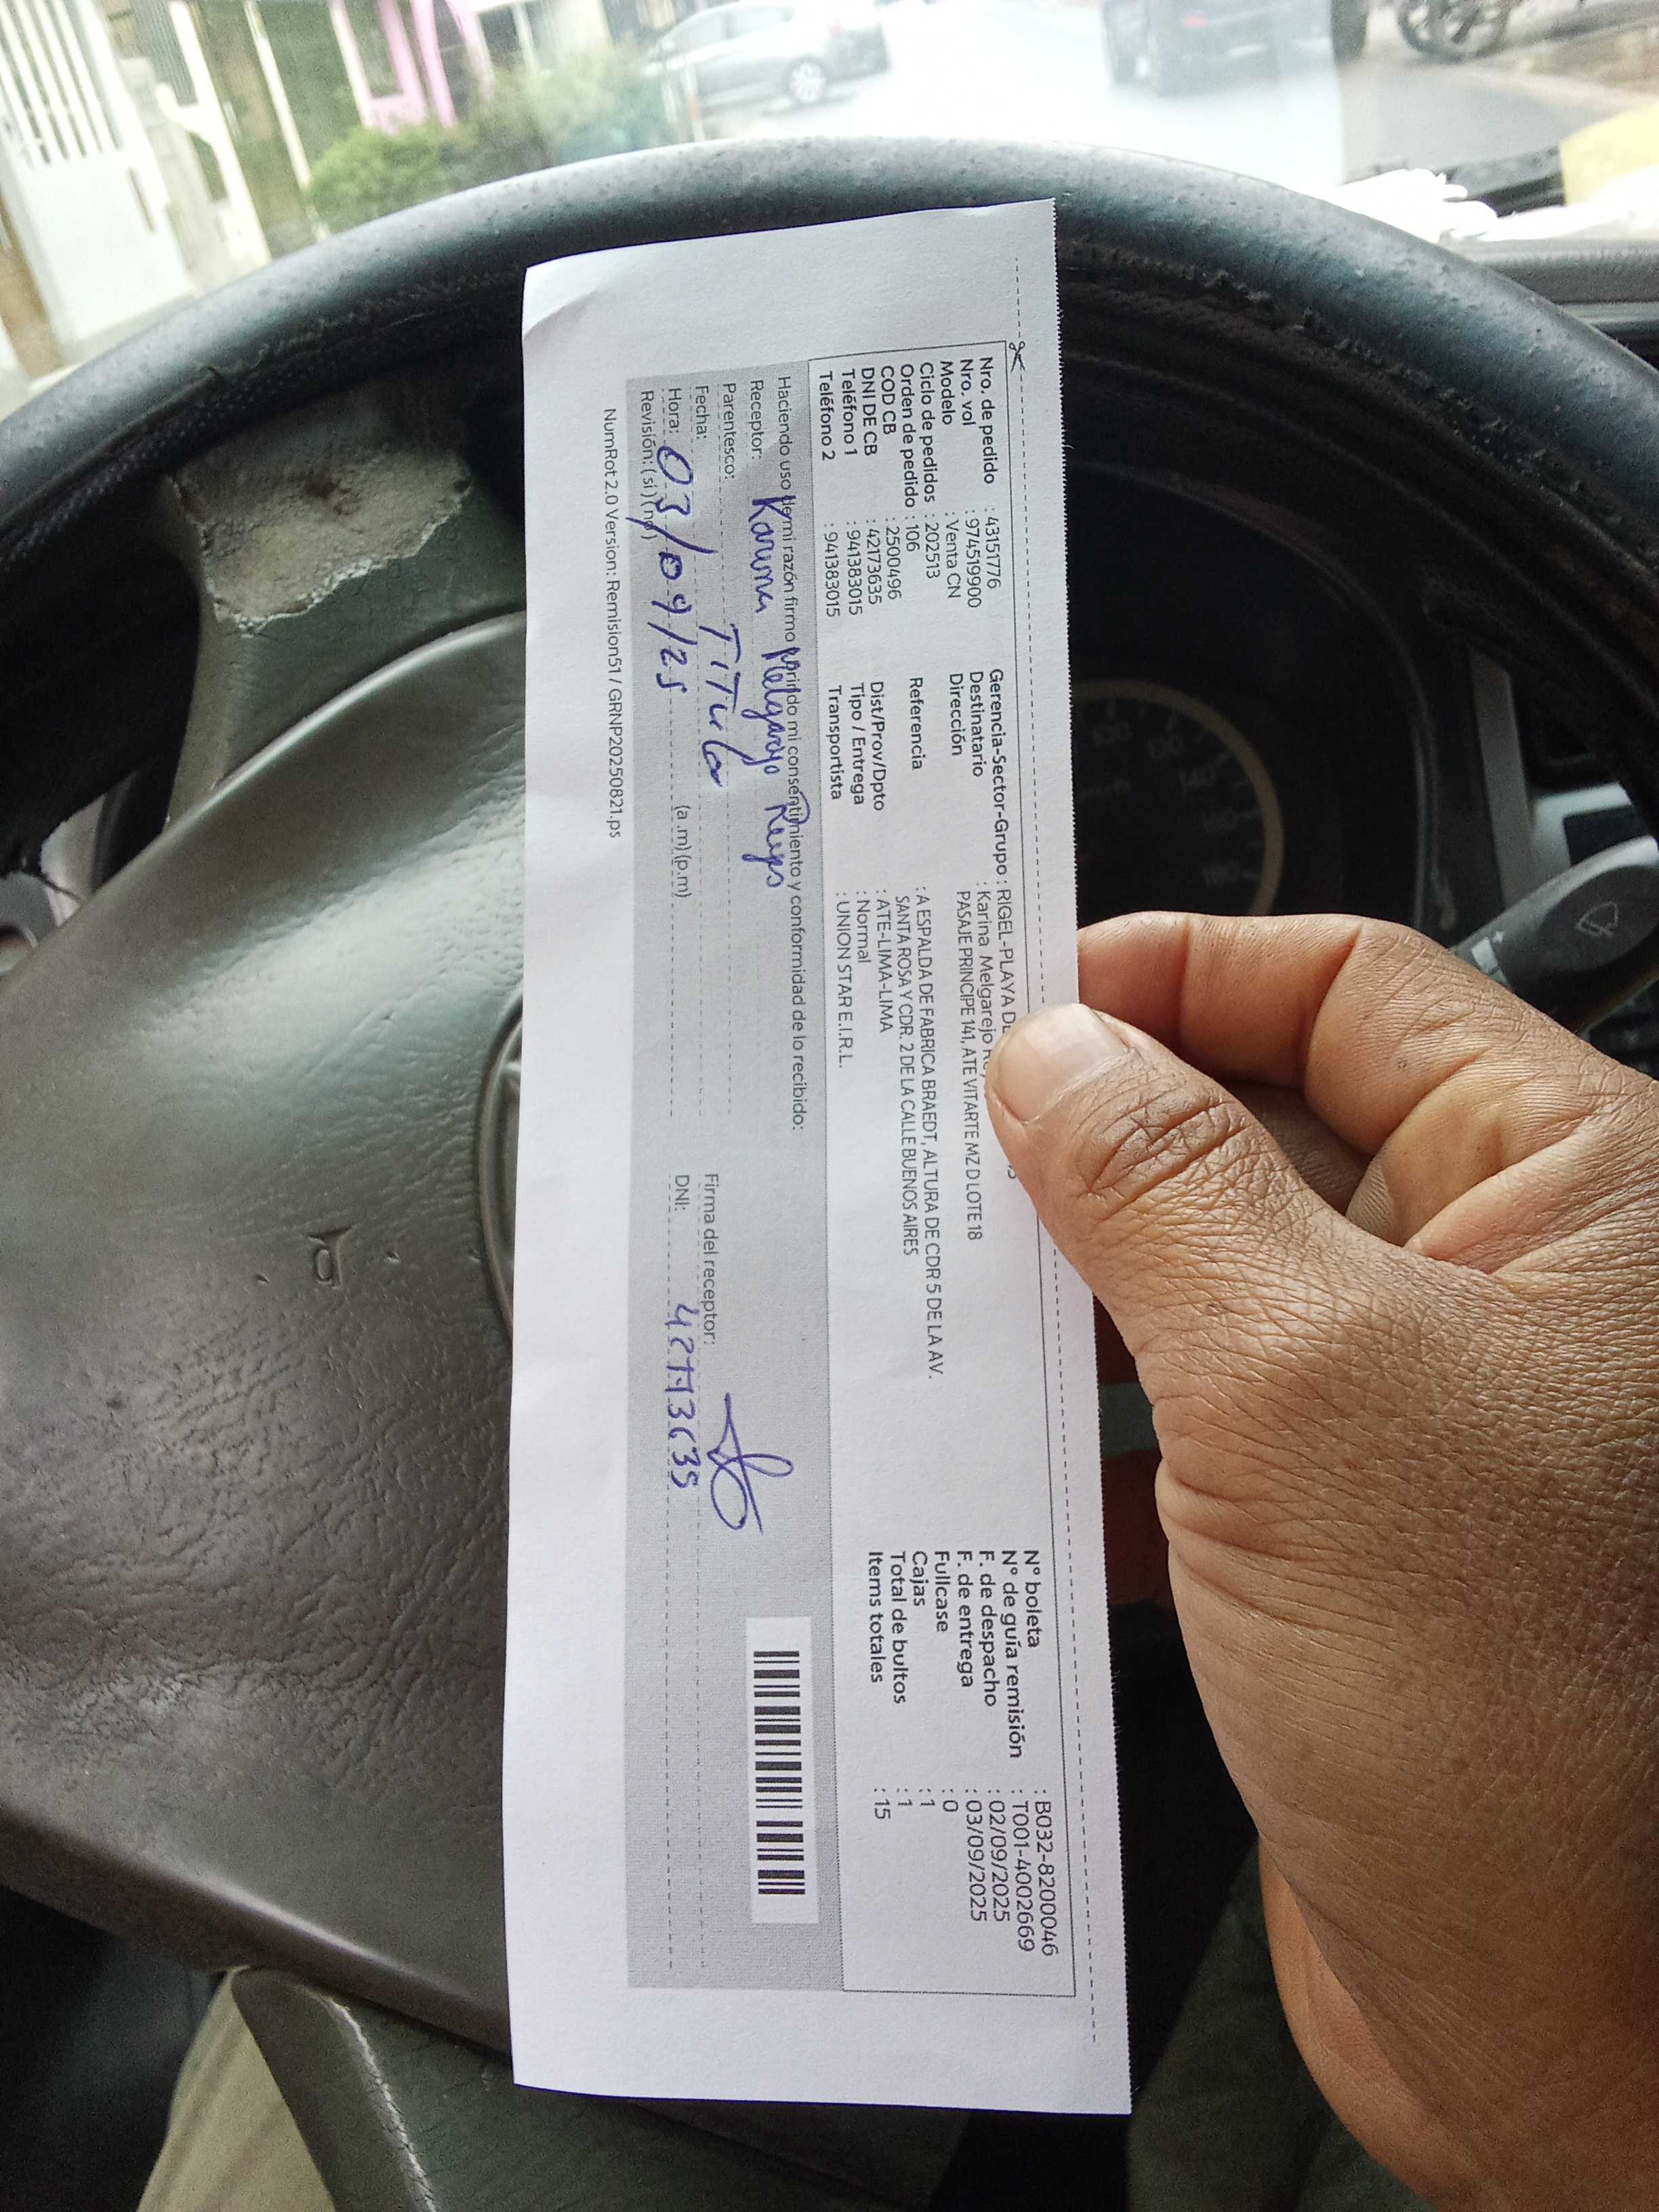 Nro. de pedido : 43151776
Nro. vol : 974519900
Modelo : Venta CN
Ciclo de pedidos : 202513
Orden de pedido : 106
COD CB : 2500496
DNI DE CB : 42173635
Teléfono 1 : 941383015
Teléfono 2 : 941383015
Gerencia-Sector-Grupo : RIGEL-PLAYA
Destinatario : Karina Melgarejo
Dirección : PASAJE PRINCIPE 141, ATE VITARTE MZ D LOTE 18
Referencia : A ESPALDA DE FABRICA BRAEDT, ALTURA DE CDR 5 DE LA AV.
SANTA ROSA Y CDR. 2 DE LA CALLE BUENOS AIRES
Dist/Prov/Dpto : ATE-LIMA-LIMA
Tipo / Entrega : Normal
Transportista : UNION STAR E.I.R.L.
N° boleta : B032-8200046
N° de guía remisión : T001-4002669
F. de despacho : 02/09/2025
F. de entrega : 03/09/2025
Fullcase : 0
Cajas : 1
Total de bultos : 1
Items totales : 15
Haciendo uso de mi razón firmo mi consentimiento y conformidad de lo recibido:
Receptor: Karina Melgarejo Reyes
Parentesco: Titular
Fecha:
Hora: 03/09/25 (a .m)(p.m)
Revisión: ( sí ) ( no )
Firma del receptor:
DNI: 42173635
NumRot 2.0 Version: Remision51 / GRNP20250821.ps